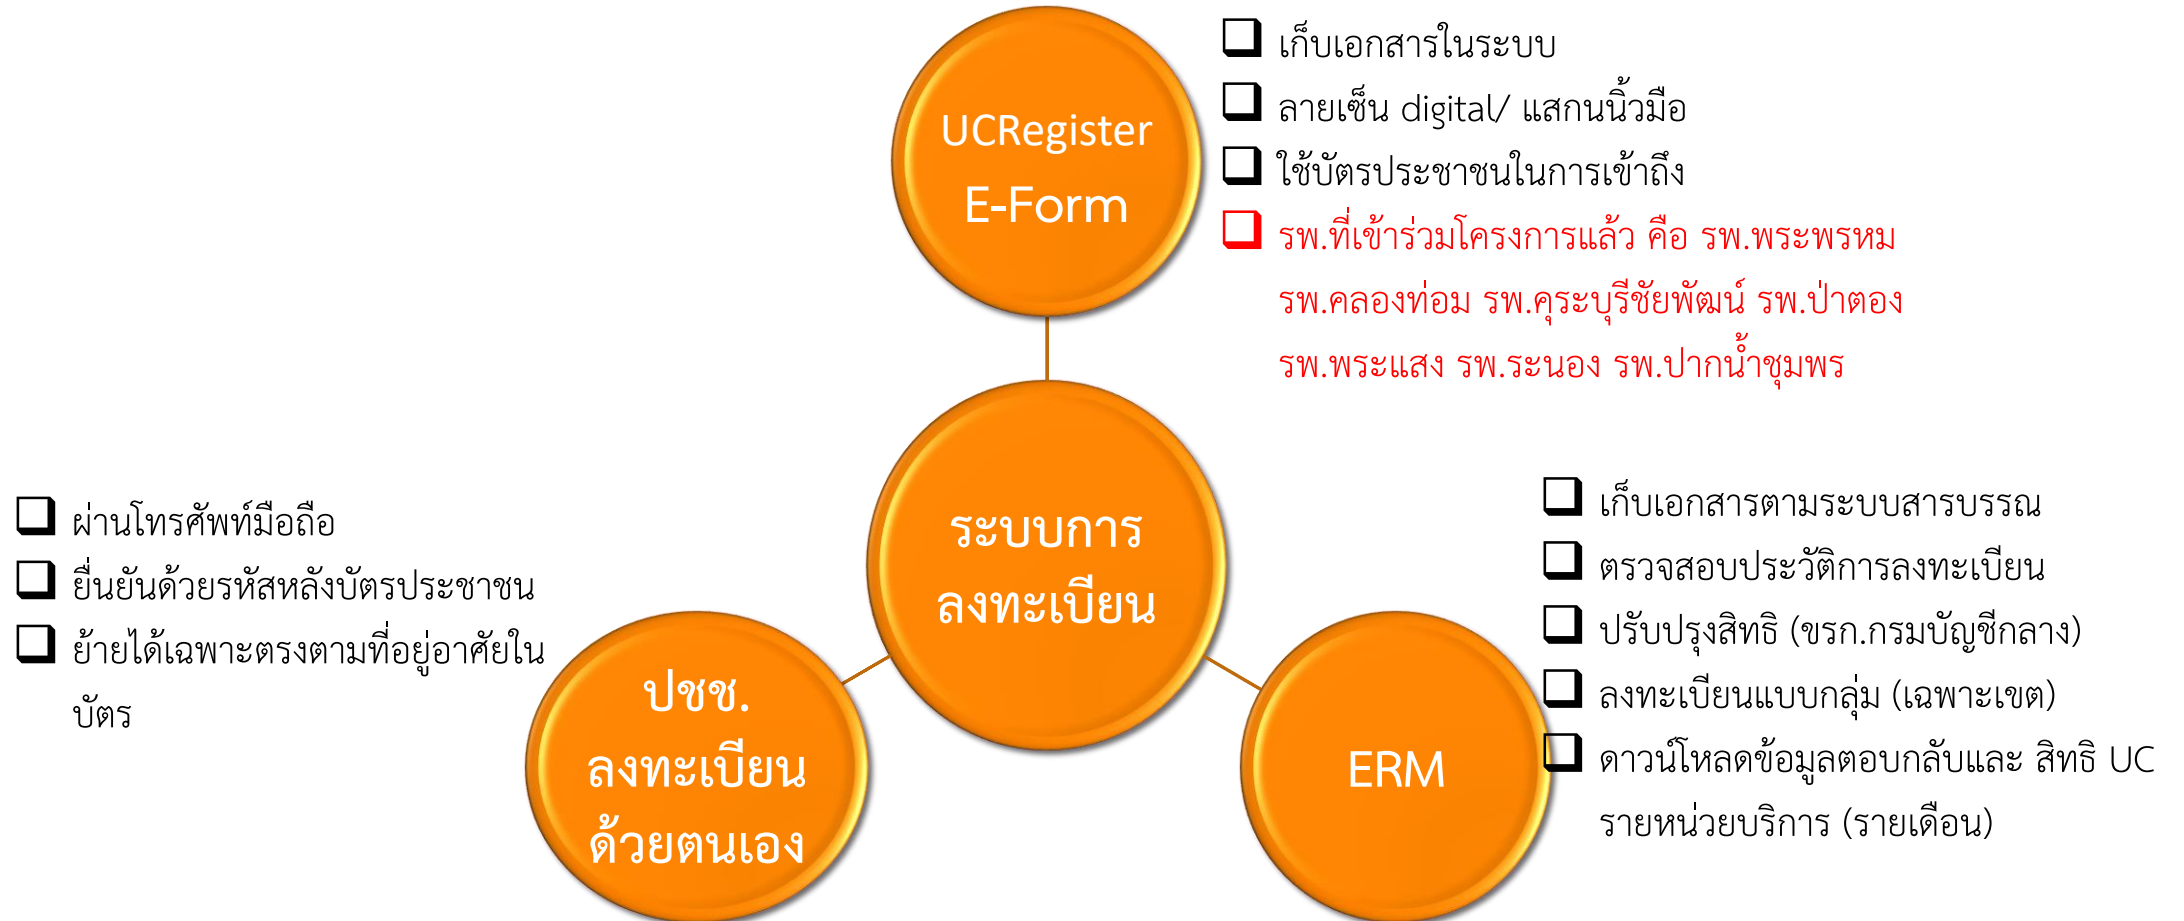 UCRegister
E-Form
เก็บเอกสารในระบบ
ลายเซ็น digital/ แสกนนิ้วมือ
ใช้บัตรประชาชนในการเข้าถึง
รพ.ที่เข้าร่วมโครงการแล้ว คือ รพ.พระพรหม
รพ.คลองท่อม รพ.คุระบุรีชัยพัฒน์ รพ.ป่าตอง
รพ.พระแสง รพ.ระนอง รพ.ปากน้ำชุมพร
ระบบการ
ลงทะเบียน
ผ่านโทรศัพท์มือถือ
ยื่นยันด้วยรหัสหลังบัตรประชาชน
ย้ายได้เฉพาะตรงตามที่อยู่อาศัยใน
บัตร
ปชช.
ลงทะเบียน
ด้วยตนเอง
ERM
เก็บเอกสารตามระบบสารบรรณ
ตรวจสอบประวัติการลงทะเบียน
ปรับปรุงสิทธิ (ขรก.กรมบัญชีกลาง)
ลงทะเบียนแบบกลุ่ม (เฉพาะเขต)
ดาวน์โหลดข้อมูลตอบกลับและ สิทธิ UC
รายหน่วยบริการ (รายเดือน)